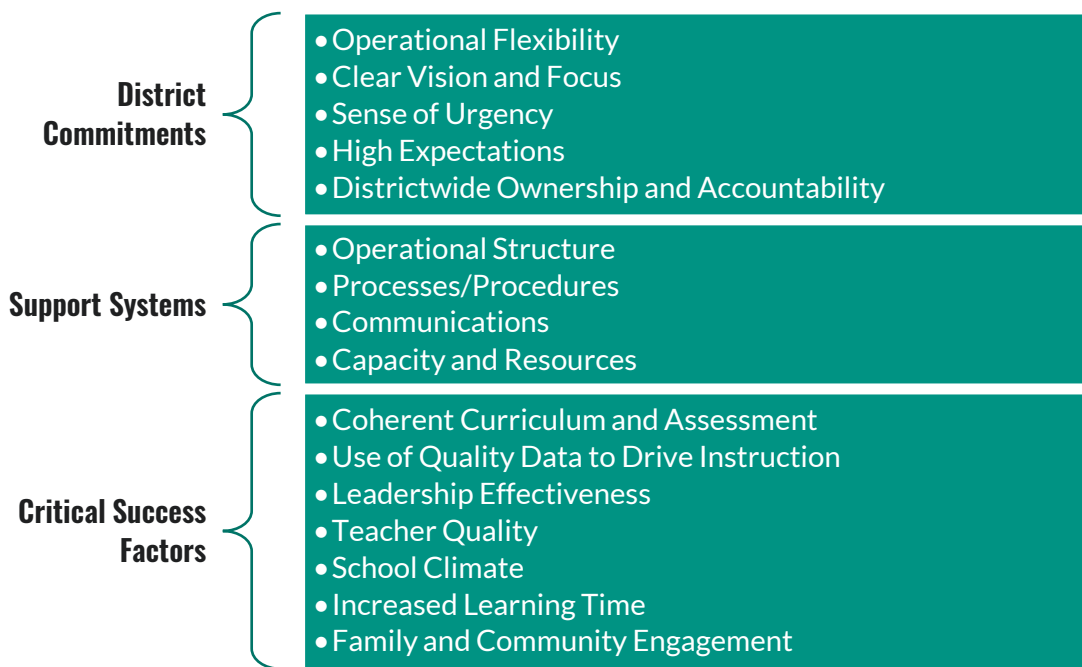 District
Commitments
• Operational Flexibility
• Clear Vision and Focus
• Sense of Urgency
• High Expectations
• Districtwide Ownership and Accountability
Support Systems
• Operational Structure
• Processes/Procedures
• Communications
• Capacity and Resources
Critical Success
Factors
• Coherent Curriculum and Assessment
• Use of Quality Data to Drive Instruction
• Leadership Effectiveness
• Teacher Quality
• School Climate
• Increased Learning Time
• Family and Community Engagement